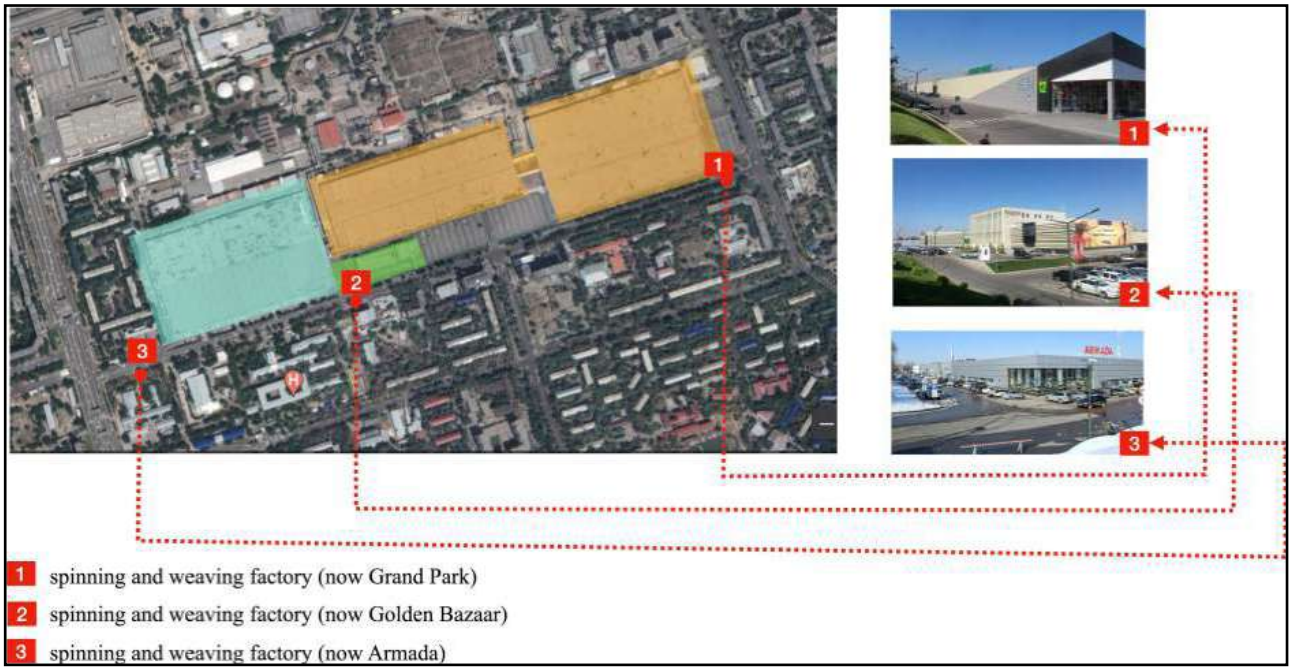 1
2
3
H
1
2
ARMADA
3
1 spinning and weaving factory (now Grand Park)
2 spinning and weaving factory (now Golden Bazaar)
3 spinning and weaving factory (now Armada)